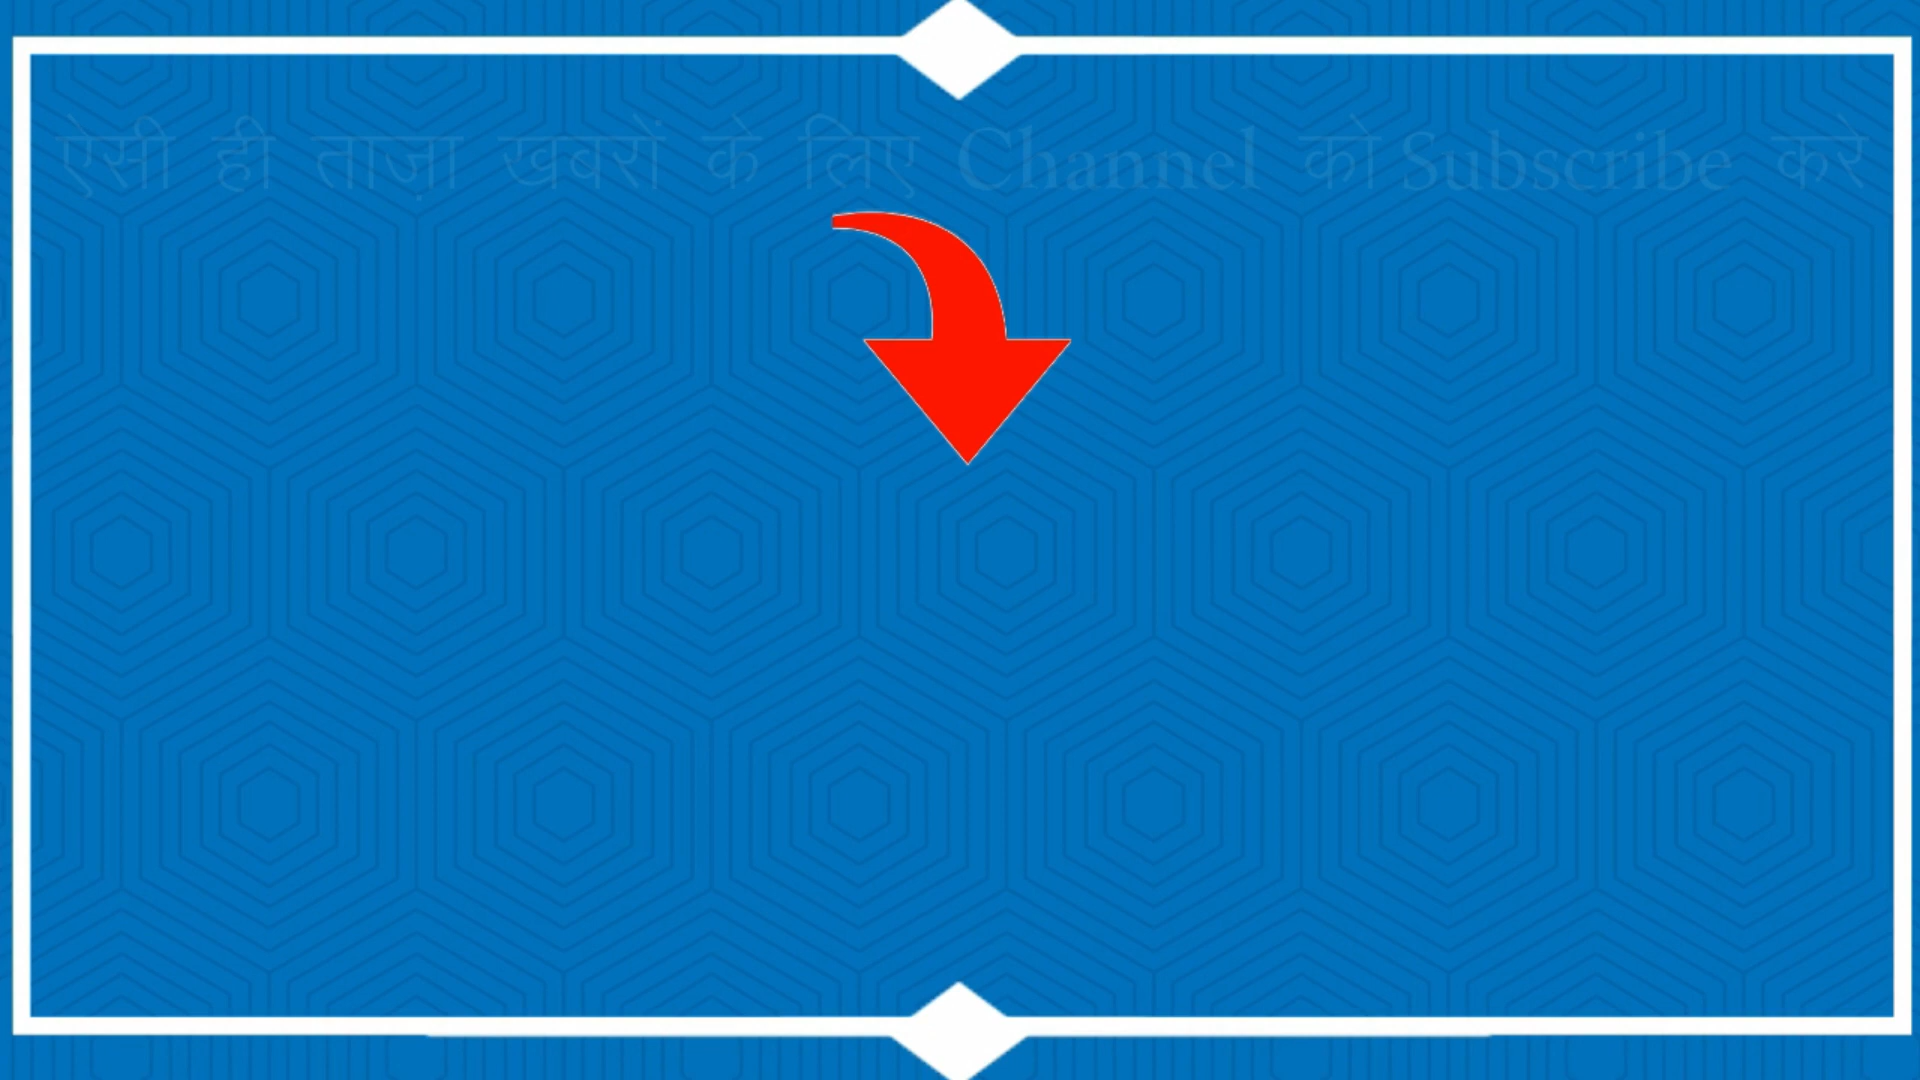 ऐसी ही ताज़ा खबरों के लिए Channel को Subscribe करे